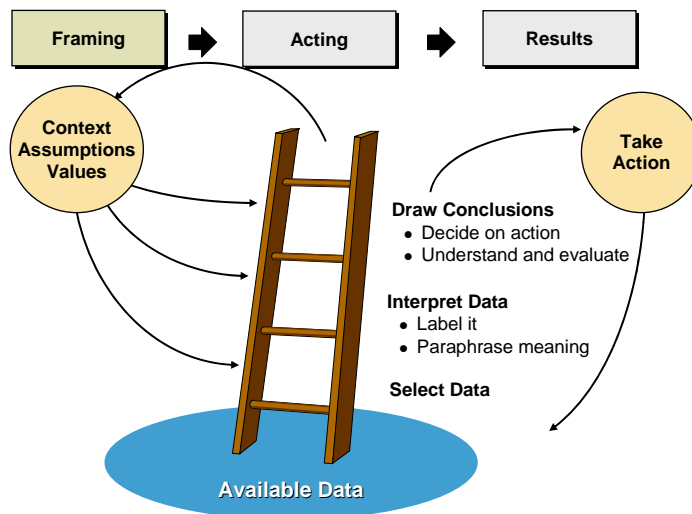 Framing
Acting
Results
Context
Assumptions
Values
Take
Action
Draw Conclusions
• Decide on action
• Understand and evaluate
Interpret Data
• Label it
• Paraphrase meaning
Select Data
Available Data